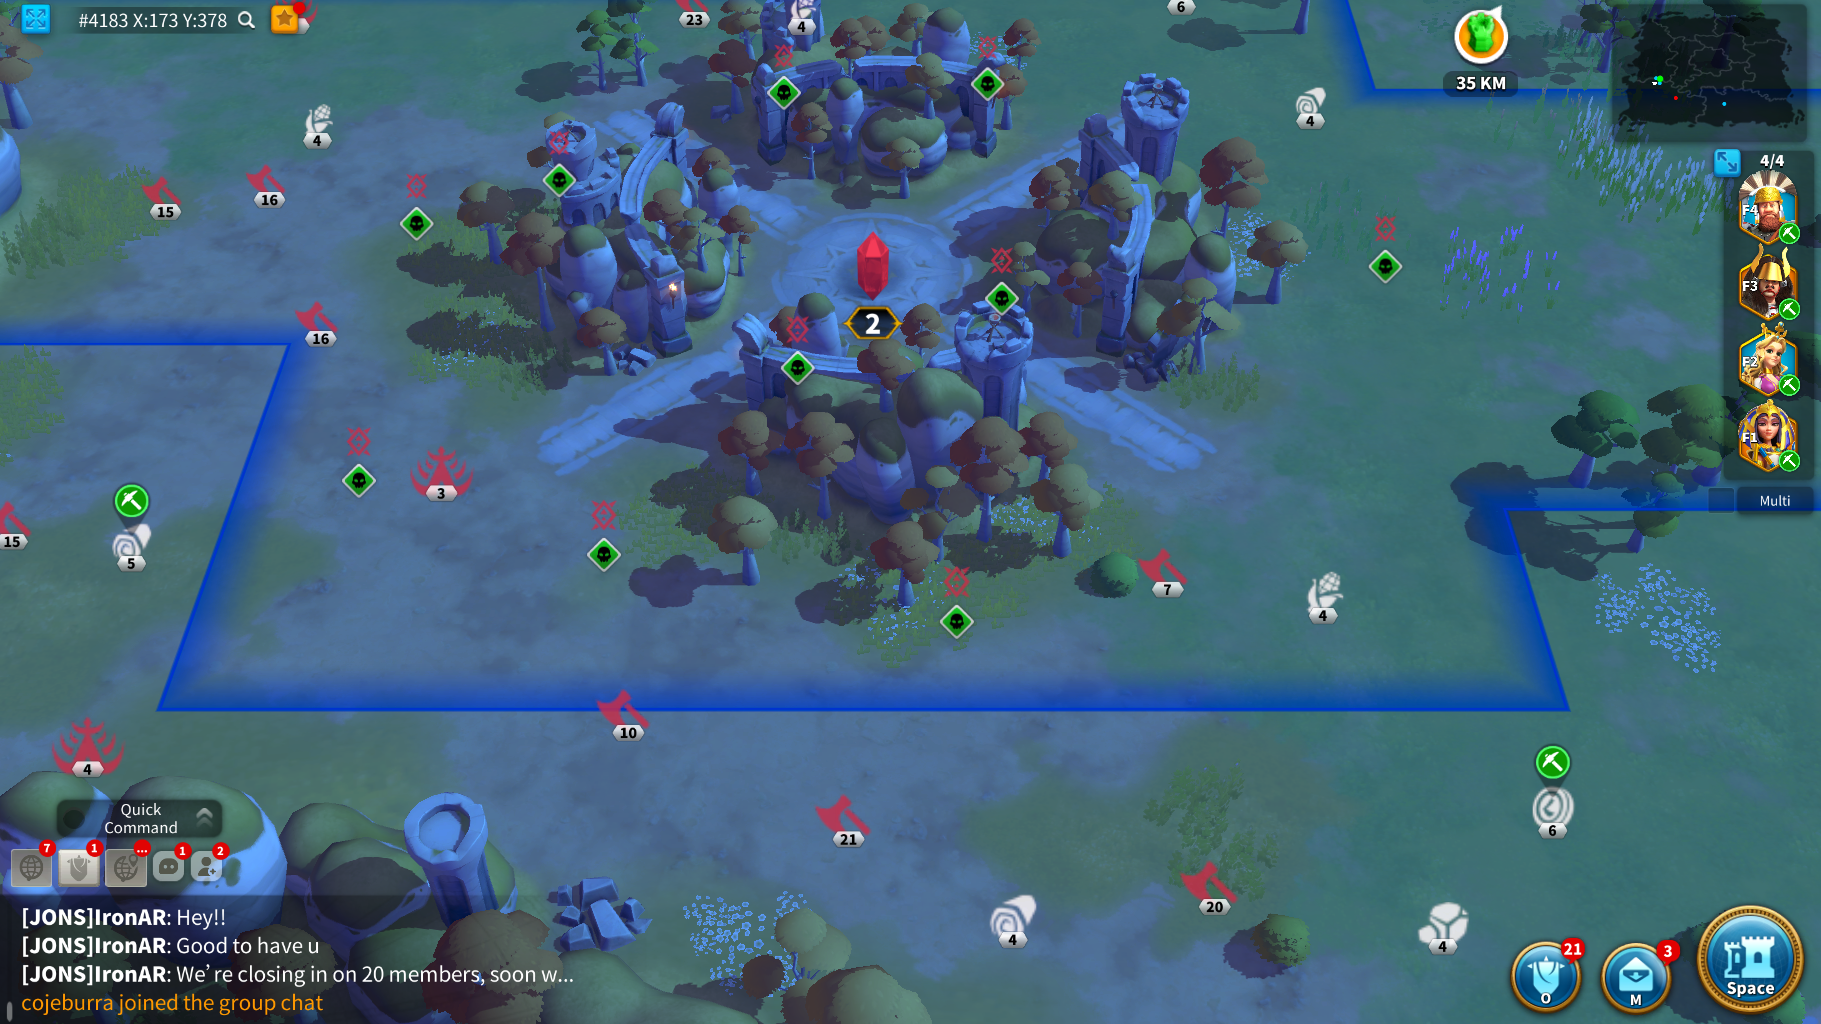 #4183 X:173 Y:378
23
4
6
35 KM
4
4
4/4
15
16
F4
F3
2
16
F2
F1
3
Multi
15
5
7
4
10
4
6
Quick
Command
21
7
1
...
1
2
20
4
4
[JONS]IronAR: Hey!!
[JONS]IronAR: Good to have u
[JONS]IronAR: We're closing in on 20 members, soon w...
cojeburra joined the group chat
21
O
3
M
Space